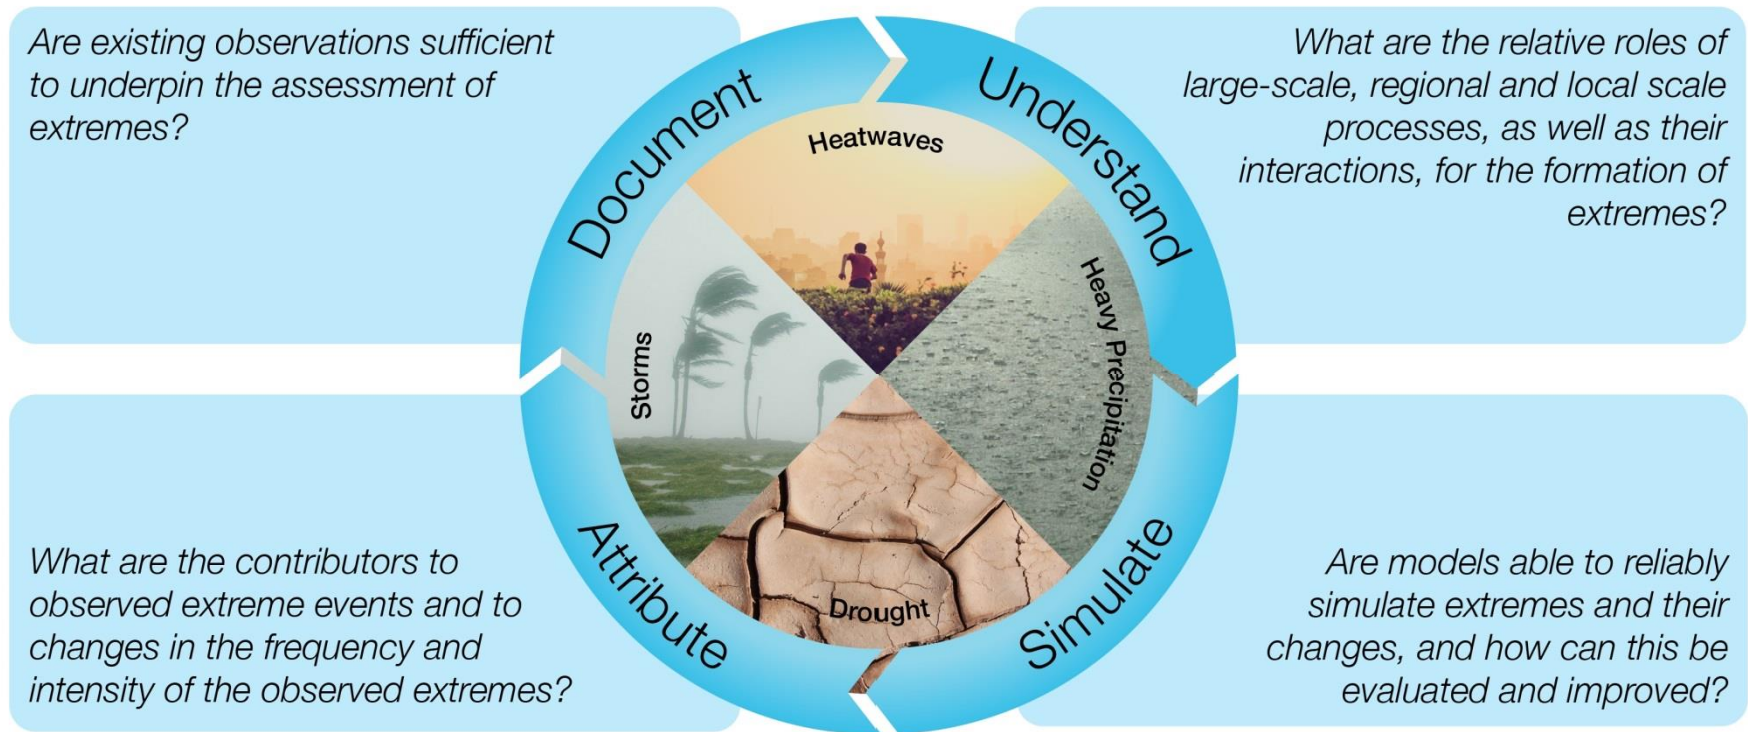 Are existing observations sufficient
to underpin the assessment of
extremes?
What are the relative roles of
large-scale, regional and local scale
processes, as well as their
interactions, for the formation of
extremes?
Document
Understand
Heatwaves
Storms
Heavy Precipitation
Drought
Attribute
Simulate
What are the contributors to
observed extreme events and to
changes in the frequency and
intensity of the observed extremes?
Are models able to reliably
simulate extremes and their
changes, and how can this be
evaluated and improved?